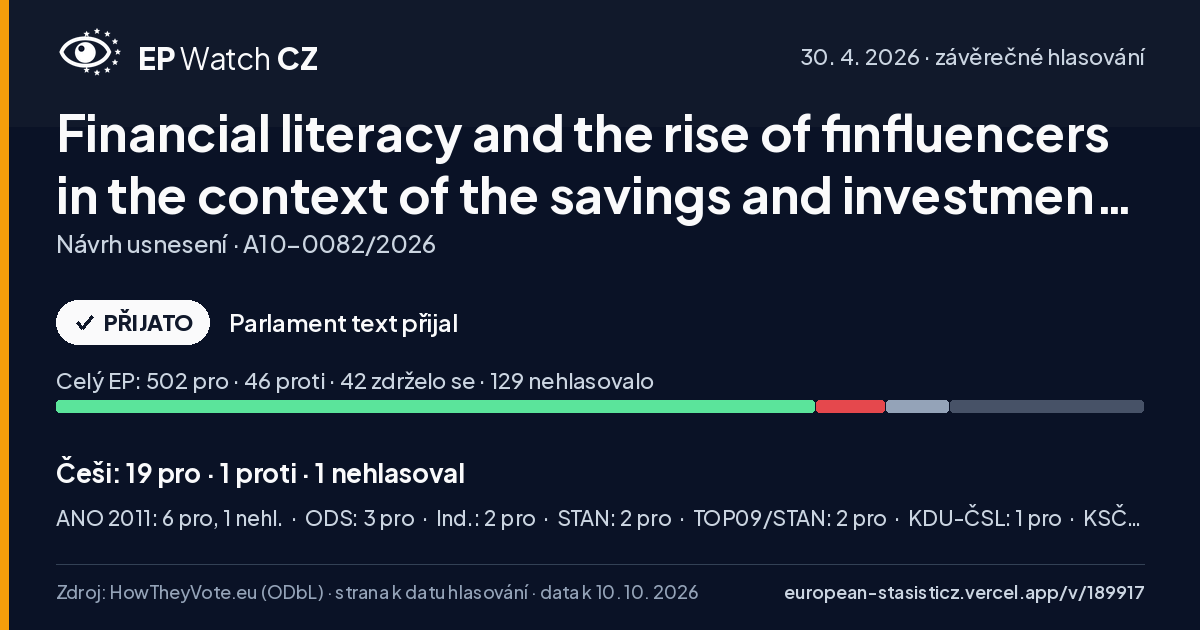 EP Watch CZ
30. 4. 2026 · závěrečné hlasování
Financial literacy and the rise of finfluencers
in the context of the savings and investmen…
Návrh usnesení · A10-0082/2026
✓ PŘIJATO
Parlament text přijal
Celý EP: 502 pro · 46 proti · 42 zdrželo se · 129 nehlasovalo
Češi: 19 pro · 1 proti · 1 nehlasoval
ANO 2011: 6 pro, 1 nehl. · ODS: 3 pro · Ind.: 2 pro · STAN: 2 pro · TOP09/STAN: 2 pro · KDU-ČSL: 1 pro · KSČ…
Zdroj: HowTheyVote.eu (ODbL) · strana k datu hlasování · data k 10. 10. 2026
european-stasisticz.vercel.app/v/189917